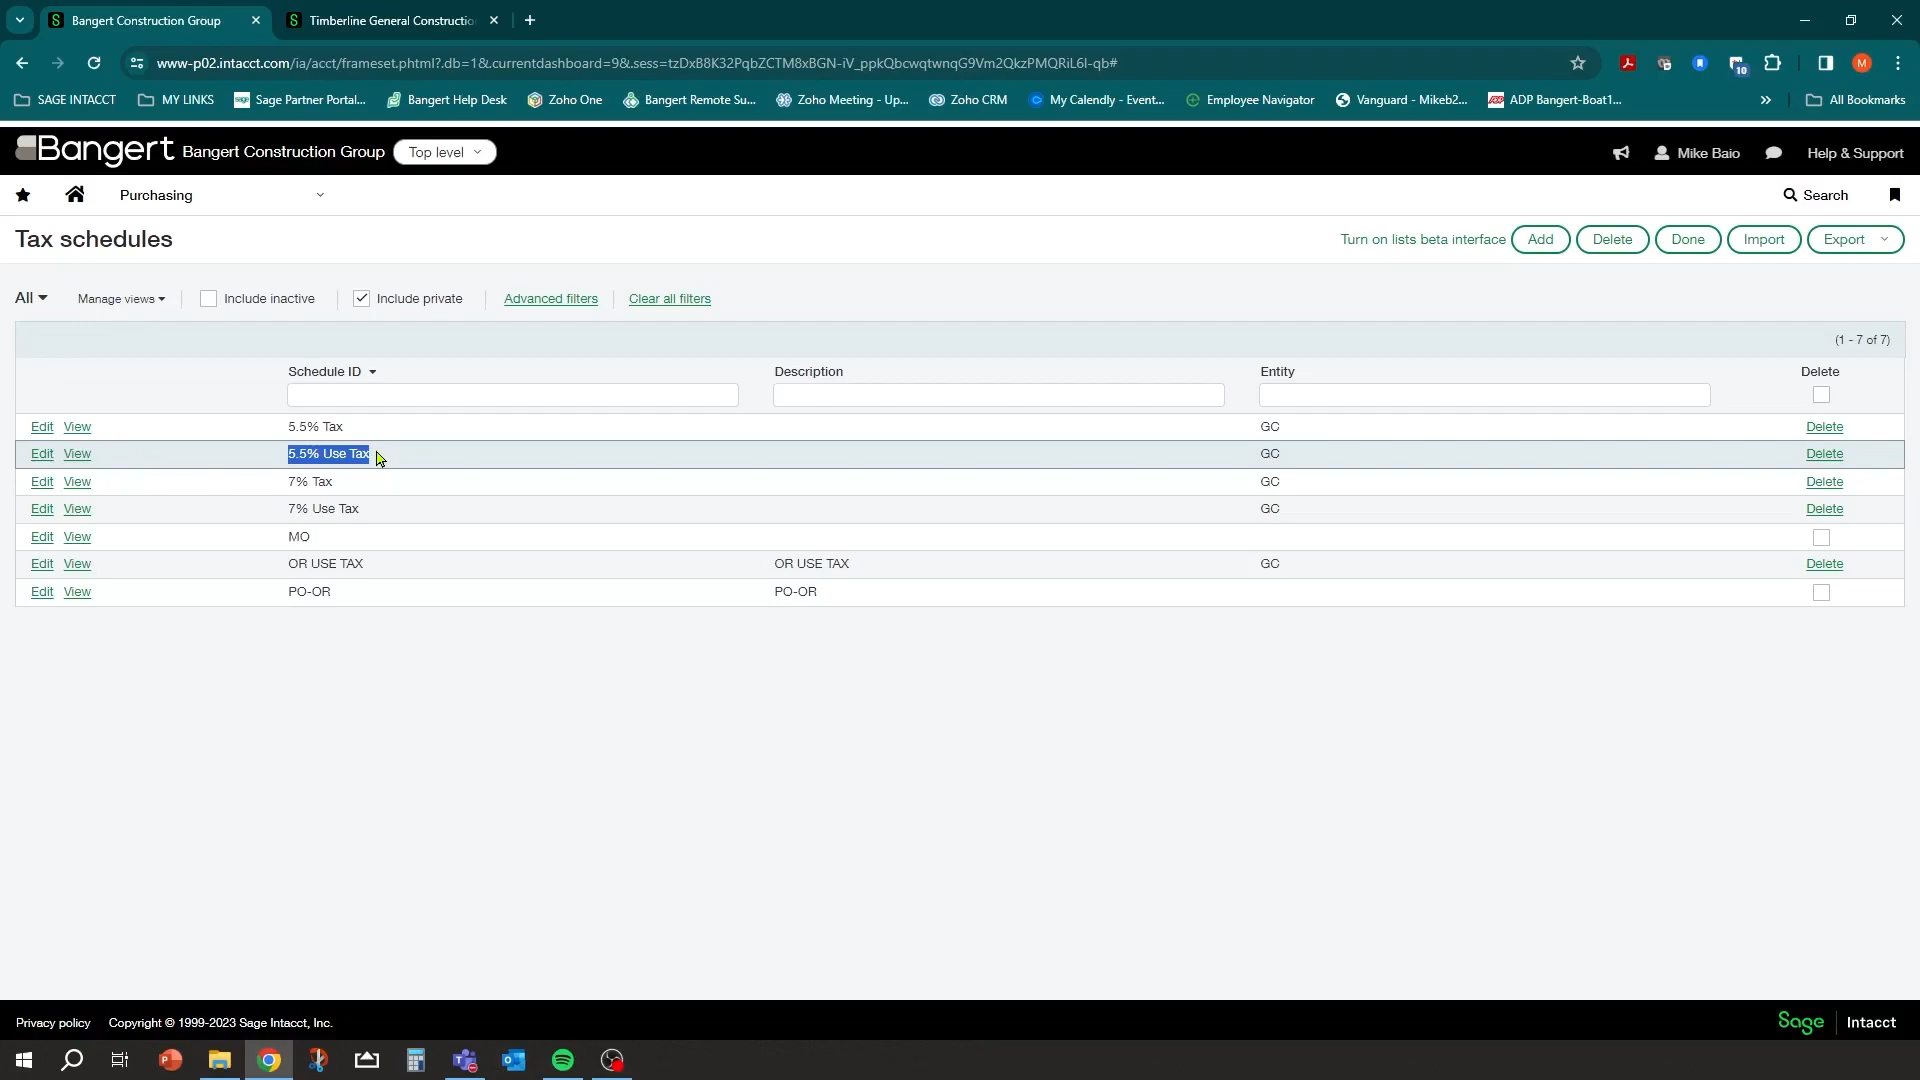 Bangert Construction Group
Timberline General Constructio
www-p02.intacct.com/ia/acct/frameset.phtml?.db=1&.currentdashboard=9&.sess=tzDxB8K32PqbZCTM8xBGN-iV_ppkQbcwqtwnqG9Vm2QkzPMQRiL6l-qb#
10
M
SAGE INTACCT
MY LINKS
Sage Partner Portal...
Bangert Help Desk
Zoho One
Bangert Remote Su...
Zoho Meeting - Up...
Zoho CRM
My Calendly - Event...
Employee Navigator
Vanguard - Mikeb2...
ADP Bangert-Boat1...
All Bookmarks
Bangert Bangert Construction Group Top level
Mike Baio
Help & Support
Purchasing
Search
Tax schedules
Turn on lists beta interface Add Delete Done Import Export
All Manage views Include inactive Include private Advanced filters Clear all filters
(1 - 7 of 7)
Schedule ID Description Entity Delete
Edit View 5.5% Tax GC Delete
Edit View 5.5% Use Tax GC Delete
Edit View 7% Tax GC Delete
Edit View 7% Use Tax GC Delete
Edit View MO
Edit View OR USE TAX OR USE TAX GC Delete
Edit View PO-OR PO-OR
Privacy policy Copyright © 1999-2023 Sage Intacct, Inc.
Sage Intacct